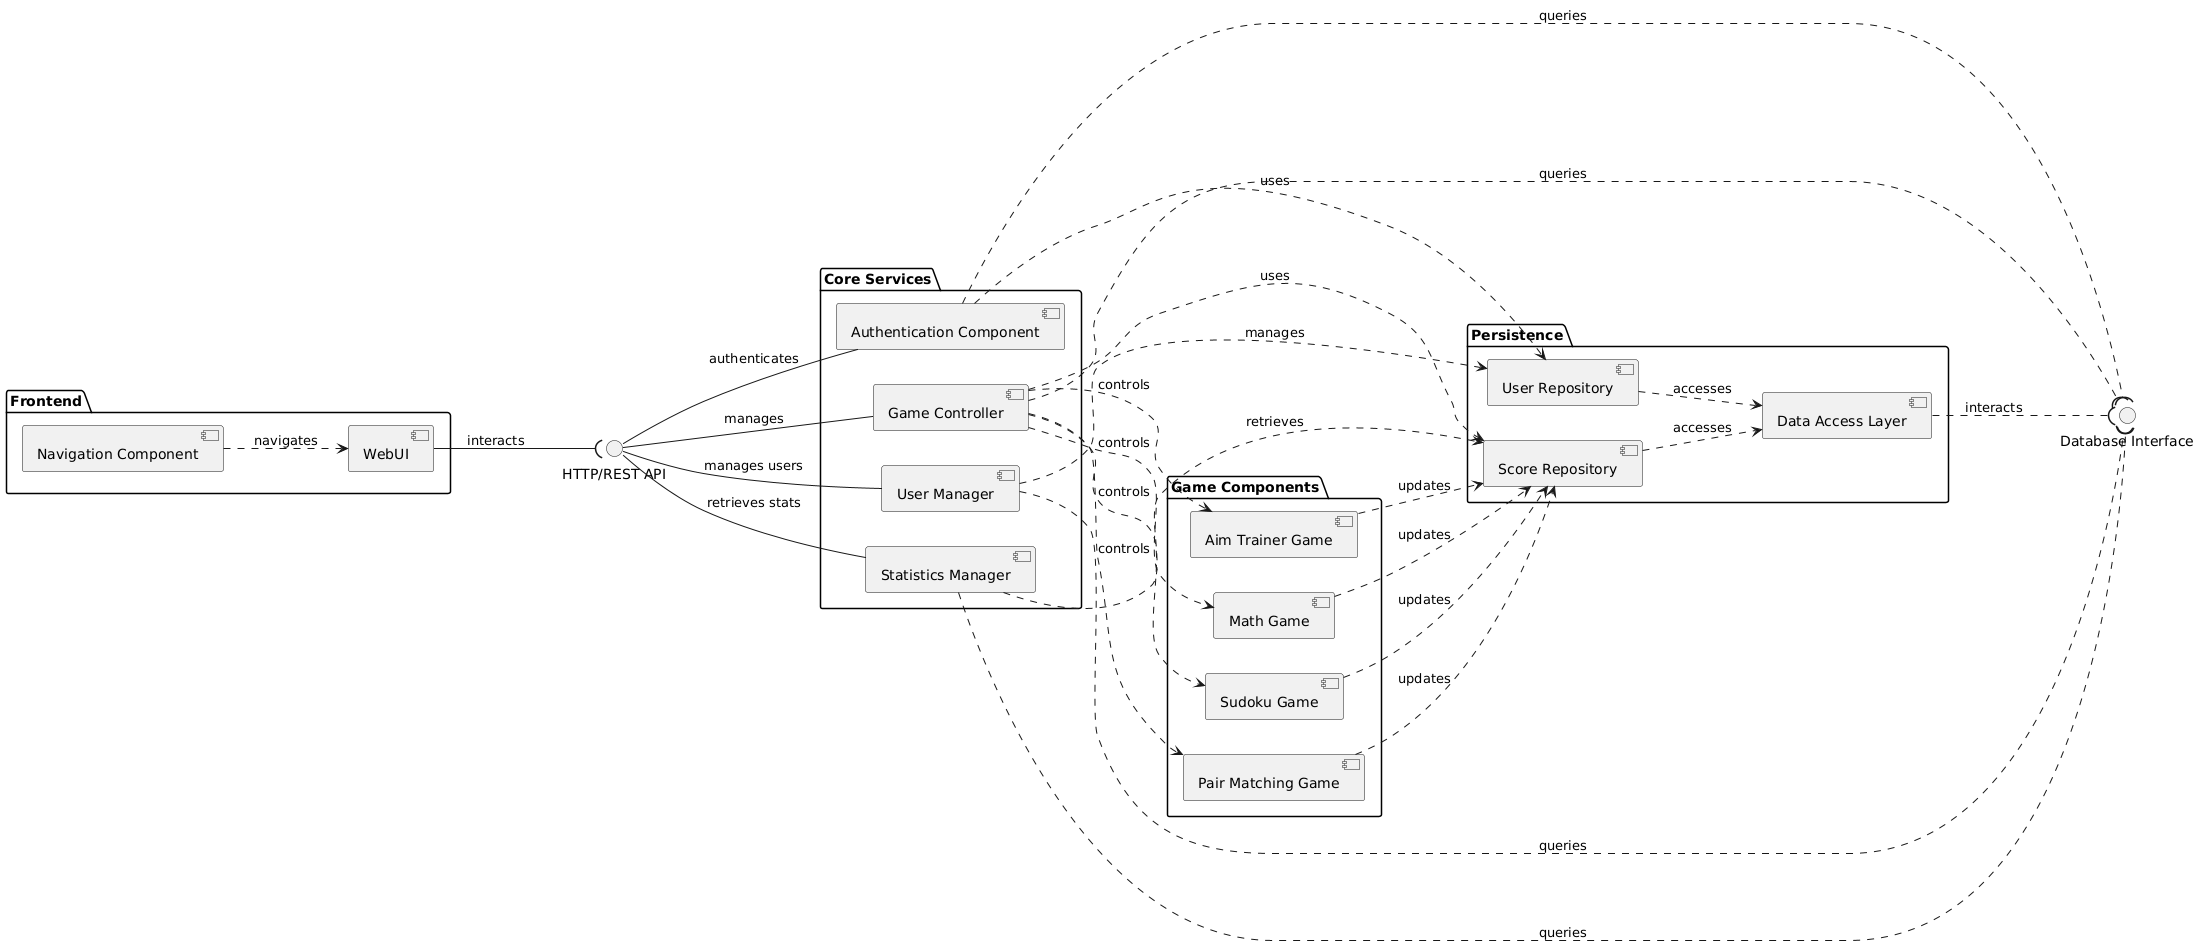 queries
queries
uses
Core Services
uses
Authentication Component
Persistence
manages
authenticates
User Repository
accesses
controls
Frontend
Game Controller
manages
Data Access Layer
interacts
Database Interface
retrieves
accesses
navigates
interacts
controls
Navigation Component
WebUI
HTTP/REST API
manages users
Score Repository
Game Components
updates
User Manager
controls
retrieves stats
Aim Trainer Game
updates
controls
Statistics Manager
updates
Math Game
updates
Sudoku Game
Pair Matching Game
queries
queries